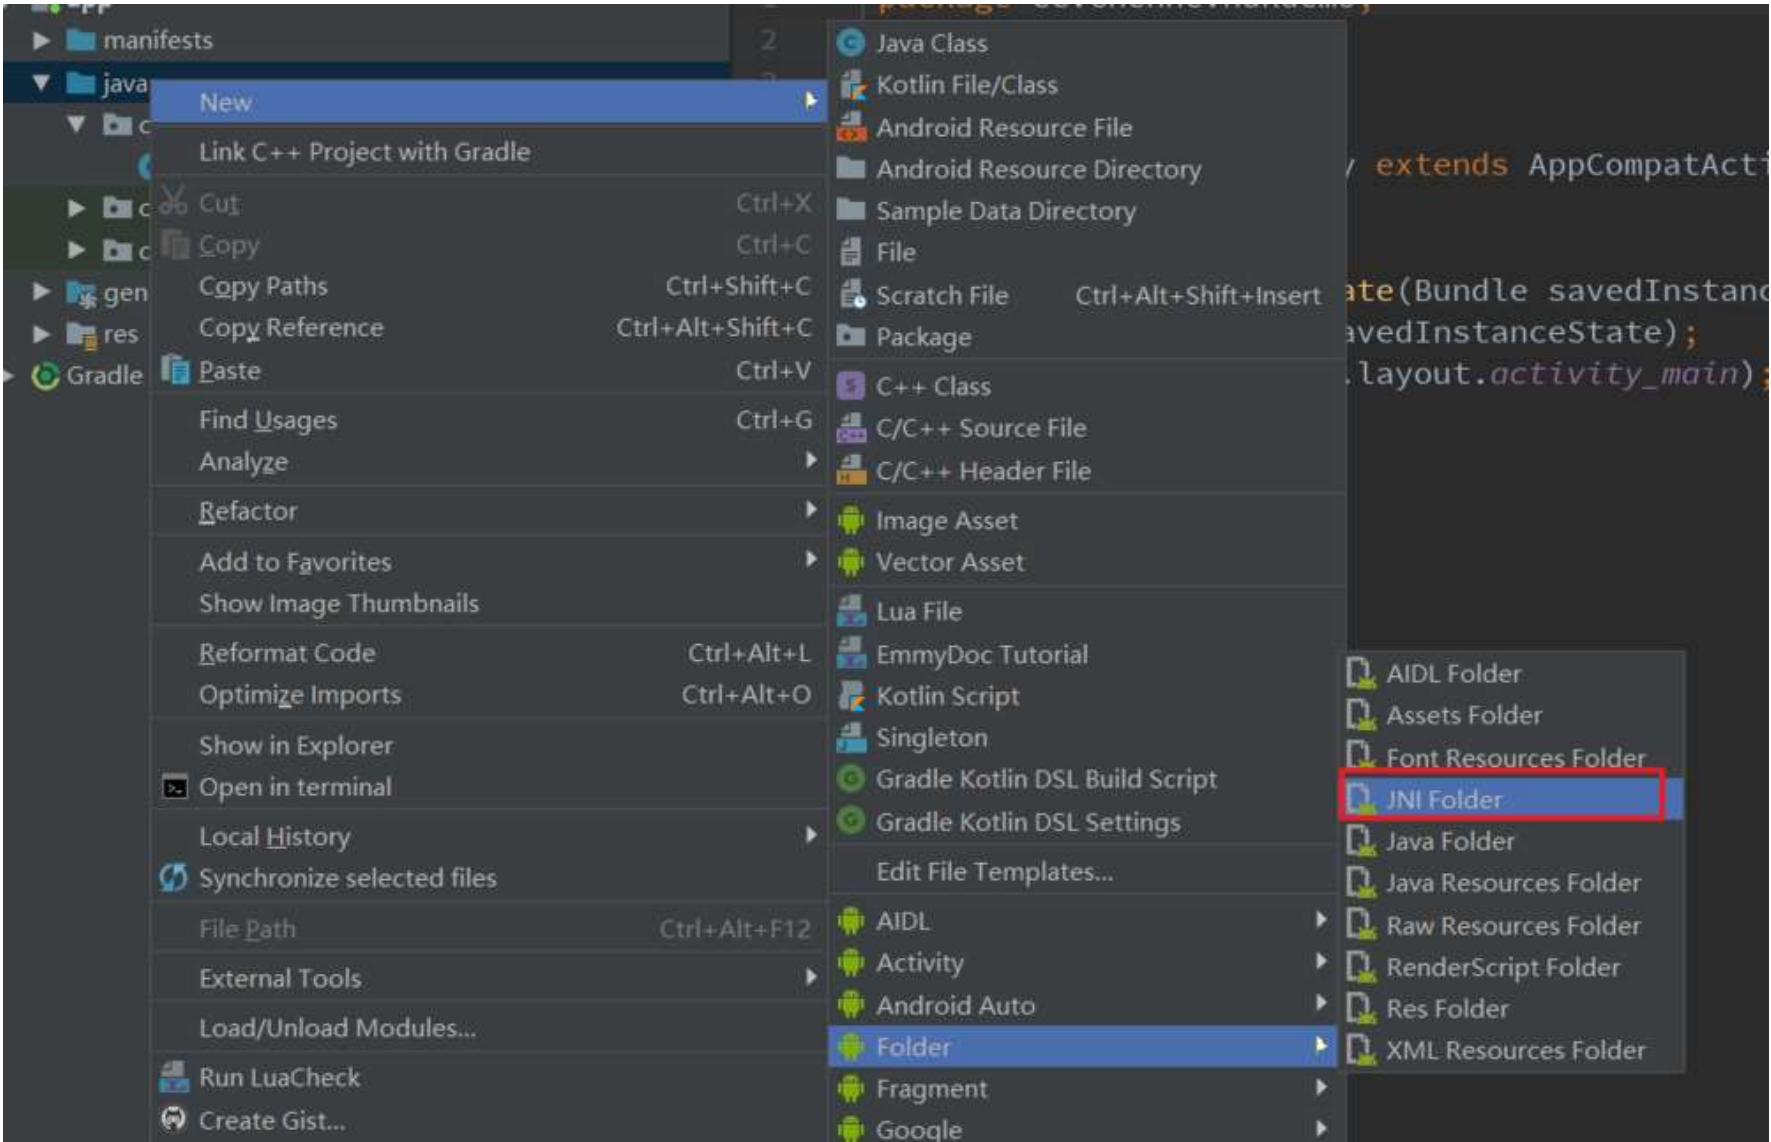 app
manifests
java
c
c
c
gen
res
Gradle
New
Link C++ Project with Gradle
Cut Ctrl+X
Copy Ctrl+C
Copy Paths Ctrl+Shift+C
Copy Reference Ctrl+Alt+Shift+C
Paste Ctrl+V
Find Usages Ctrl+G
Analyze
Refactor
Add to Favorites
Show Image Thumbnails
Reformat Code Ctrl+Alt+L
Optimize Imports Ctrl+Alt+O
Show in Explorer
Open in terminal
Local History
Synchronize selected files
File Path Ctrl+Alt+F12
External Tools
Load/Unload Modules...
Run LuaCheck
Create Gist...
2
Java Class
Kotlin File/Class
Android Resource File
Android Resource Directory
Sample Data Directory
File
Scratch File Ctrl+Alt+Shift+Insert
Package
C++ Class
C/C++ Source File
C/C++ Header File
Image Asset
Vector Asset
Lua File
EmmyDoc Tutorial
Kotlin Script
Singleton
Gradle Kotlin DSL Build Script
Gradle Kotlin DSL Settings
Edit File Templates...
AIDL
Activity
Android Auto
Folder
Fragment
Google
AIDL Folder
Assets Folder
Font Resources Folder
JNI Folder
Java Folder
Java Resources Folder
Raw Resources Folder
RenderScript Folder
Res Folder
XML Resources Folder
package
y extends AppCompatActi
ate(Bundle savedInstanc
avedInstanceState);
.layout.activity_main);